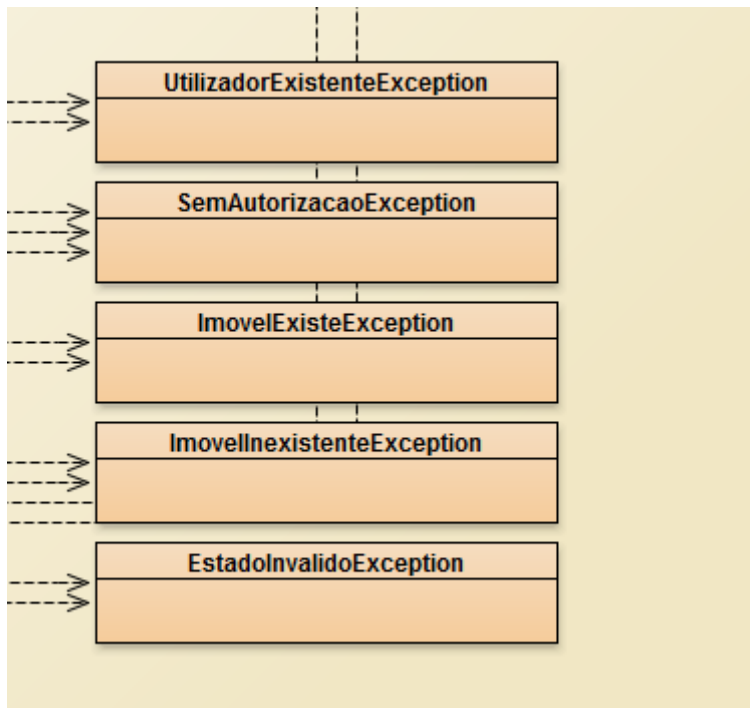 UtilizadorExistenteException
SemAutorizacaoException
ImovelExisteException
ImovelInexistenteException
EstadoInvalidoException